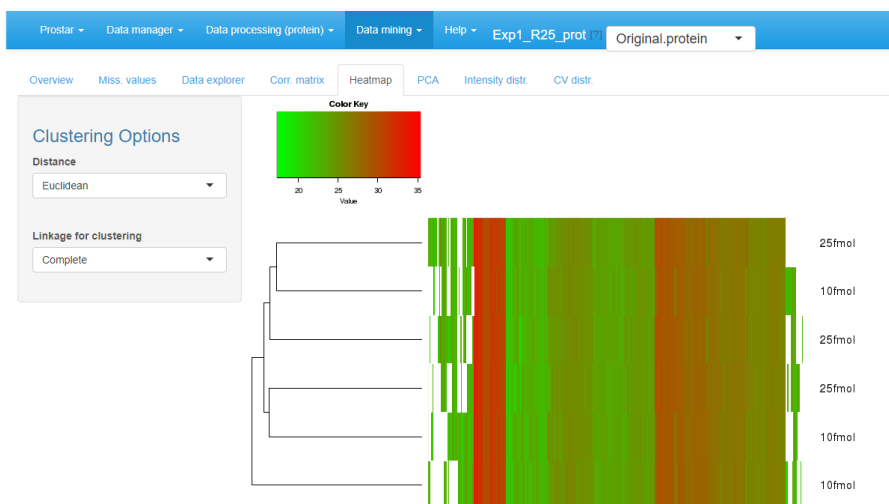 Prostar Data manager Data processing (protein) Data mining Help Exp1_R25_prot [?] Original.protein
Overview Miss. values Data explorer Corr. matrix Heatmap PCA Intensity distr. CV distr.
Clustering Options
Distance
Euclidean
Linkage for clustering
Complete
Color Key
20 25 30 35
Value
25fmol
10fmol
25fmol
25fmol
10fmol
10fmol